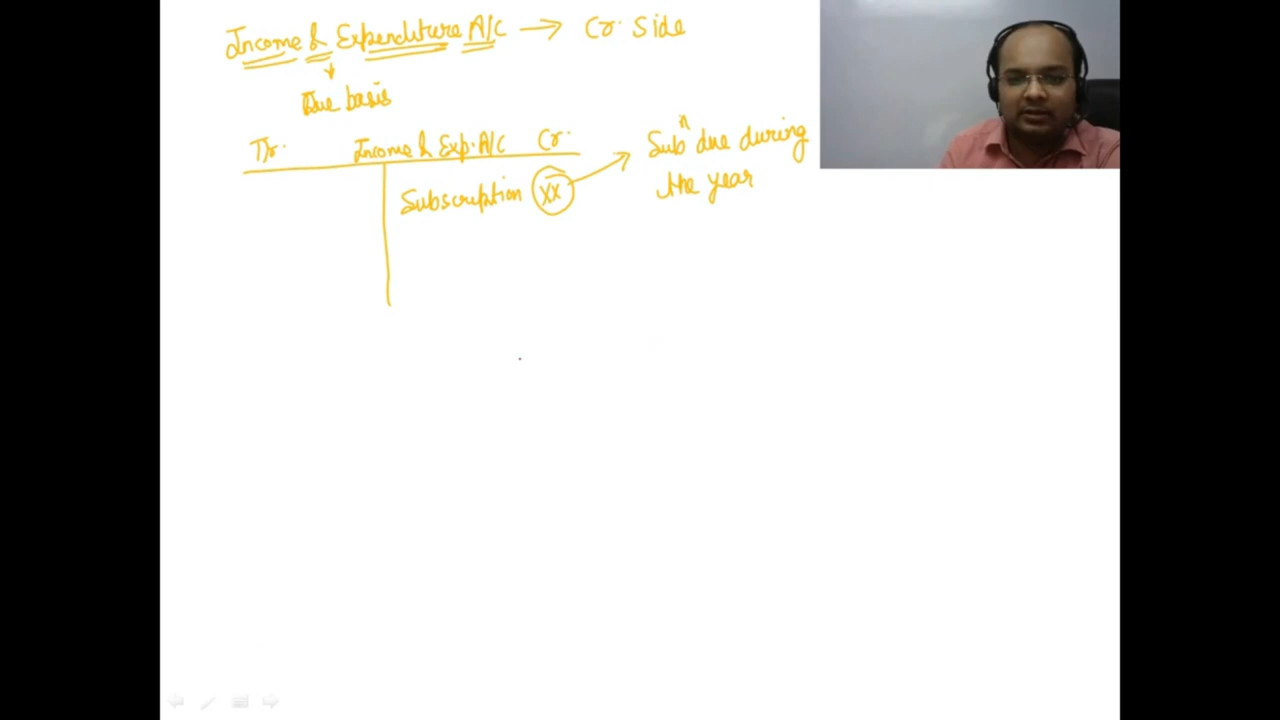 Income & Expenditure A/C → Cr. Side
Due basis
Dr. Income & Exp. A/C Cr.
Subscription xx
Subⁿ due during
the year